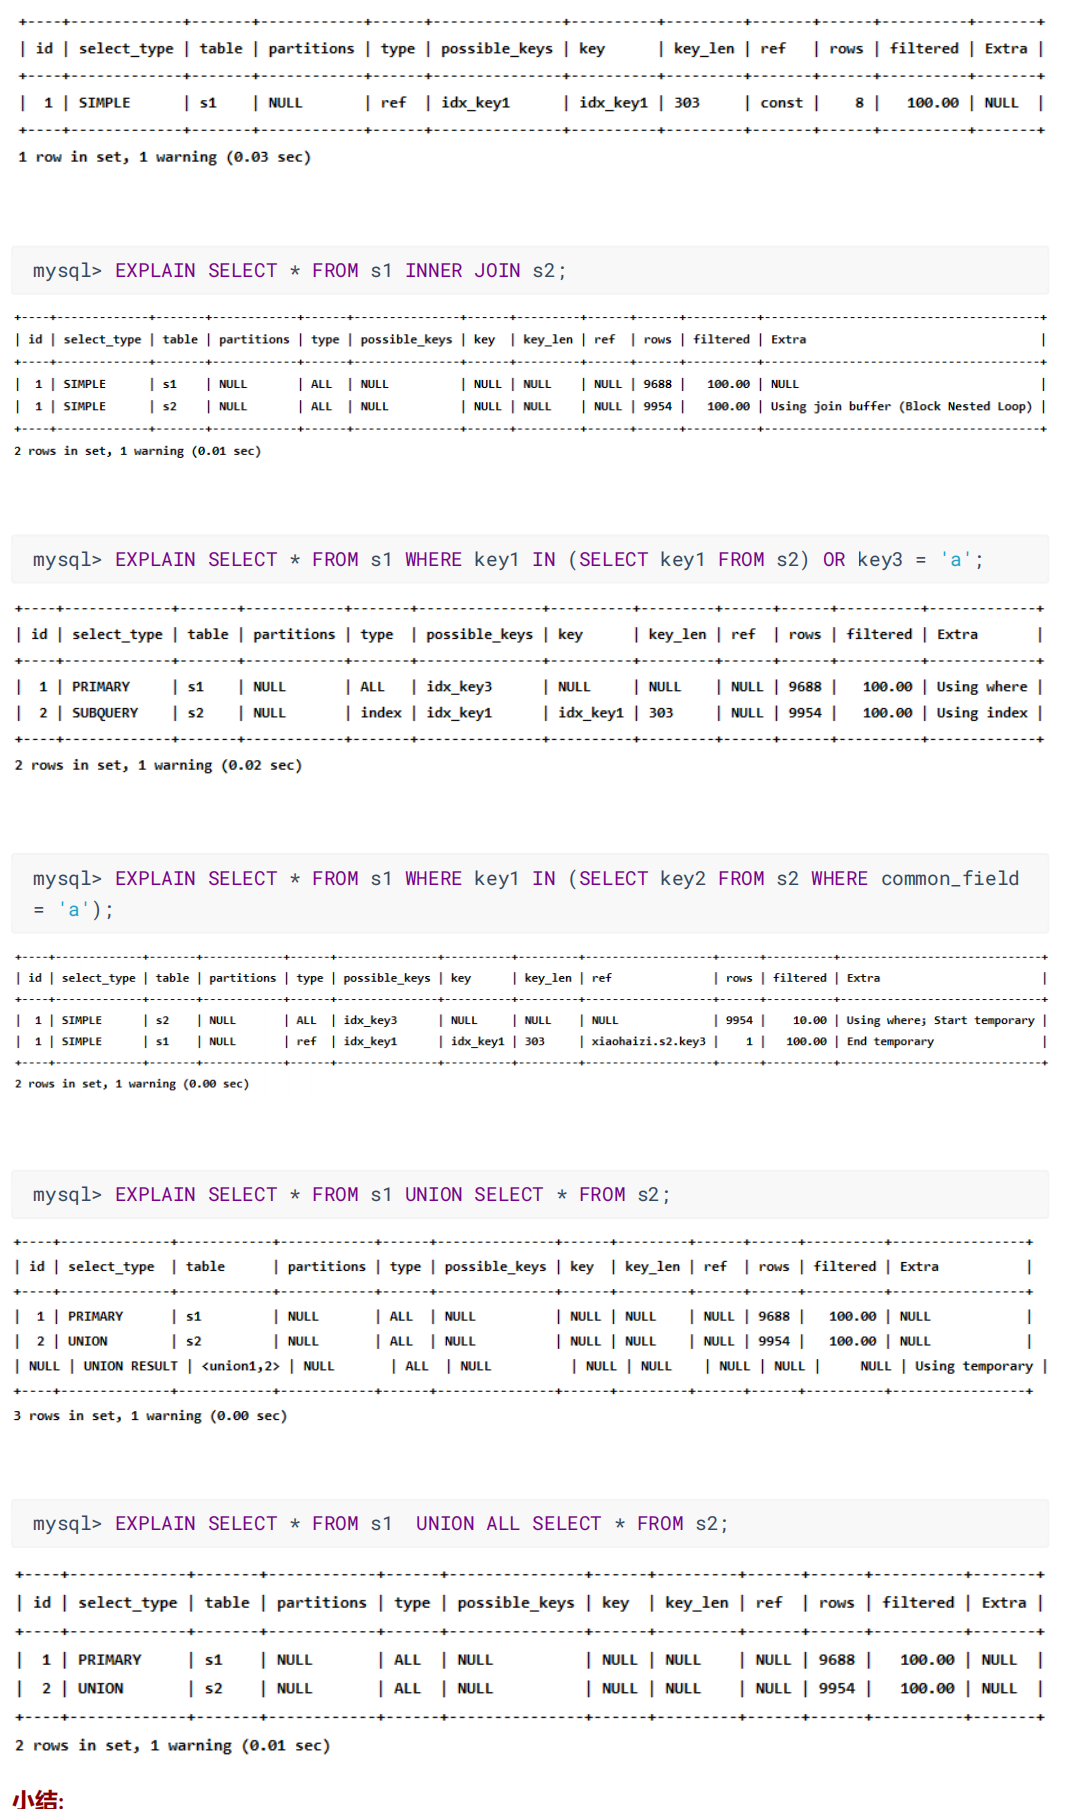 +----+-------------+-------+------------+------+---------------+----------+---------+-------+------+----------+-------+
| id | select_type | table | partitions | type | possible_keys | key      | key_len | ref   | rows | filtered | Extra |
+----+-------------+-------+------------+------+---------------+----------+---------+-------+------+----------+-------+
|  1 | SIMPLE      | s1    | NULL       | ref  | idx_key1      | idx_key1 | 303     | const |    8 |   100.00 | NULL  |
+----+-------------+-------+------------+------+---------------+----------+---------+-------+------+----------+-------+
1 row in set, 1 warning (0.03 sec)
mysql> EXPLAIN SELECT * FROM s1 INNER JOIN s2;
+----+-------------+-------+------------+------+---------------+------+---------+------+------+----------+---------------------------------------+
| id | select_type | table | partitions | type | possible_keys | key  | key_len | ref  | rows | filtered | Extra                                 |
+----+-------------+-------+------------+------+---------------+------+---------+------+------+----------+---------------------------------------+
|  1 | SIMPLE      | s1    | NULL       | ALL  | NULL          | NULL | NULL    | NULL | 9688 |   100.00 | NULL                                  |
|  1 | SIMPLE      | s2    | NULL       | ALL  | NULL          | NULL | NULL    | NULL | 9954 |   100.00 | Using join buffer (Block Nested Loop) |
+----+-------------+-------+------------+------+---------------+------+---------+------+------+----------+---------------------------------------+
2 rows in set, 1 warning (0.01 sec)
mysql> EXPLAIN SELECT * FROM s1 WHERE key1 IN (SELECT key1 FROM s2) OR key3 = 'a';
+----+-------------+-------+------------+-------+---------------+----------+---------+------+------+----------+-------------+
| id | select_type | table | partitions | type  | possible_keys | key      | key_len | ref  | rows | filtered | Extra       |
+----+-------------+-------+------------+-------+---------------+----------+---------+------+------+----------+-------------+
|  1 | PRIMARY     | s1    | NULL       | ALL   | idx_key3      | NULL     | NULL    | NULL | 9688 |   100.00 | Using where |
|  2 | SUBQUERY    | s2    | NULL       | index | idx_key1      | idx_key1 | 303     | NULL | 9954 |   100.00 | Using index |
+----+-------------+-------+------------+-------+---------------+----------+---------+------+------+----------+-------------+
2 rows in set, 1 warning (0.02 sec)
mysql> EXPLAIN SELECT * FROM s1 WHERE key1 IN (SELECT key2 FROM s2 WHERE common_field
= 'a');
+----+-------------+-------+------------+------+---------------+----------+---------+-------------------+------+----------+------------------------------+
| id | select_type | table | partitions | type | possible_keys | key      | key_len | ref               | rows | filtered | Extra                        |
+----+-------------+-------+------------+------+---------------+----------+---------+-------------------+------+----------+------------------------------+
|  1 | SIMPLE      | s2    | NULL       | ALL  | idx_key3      | NULL     | NULL    | NULL              | 9954 |    10.00 | Using where; Start temporary |
|  1 | SIMPLE      | s1    | NULL       | ref  | idx_key1      | idx_key1 | 303     | xiaohaizi.s2.key3 |    1 |   100.00 | End temporary                |
+----+-------------+-------+------------+------+---------------+----------+---------+-------------------+------+----------+------------------------------+
2 rows in set, 1 warning (0.00 sec)
mysql> EXPLAIN SELECT * FROM s1 UNION SELECT * FROM s2;
+----+--------------+------------+------------+------+---------------+------+---------+------+------+----------+-----------------+
| id | select_type  | table      | partitions | type | possible_keys | key  | key_len | ref  | rows | filtered | Extra           |
+----+--------------+------------+------------+------+---------------+------+---------+------+------+----------+-----------------+
|  1 | PRIMARY      | s1         | NULL       | ALL  | NULL          | NULL | NULL    | NULL | 9688 |   100.00 | NULL            |
|  2 | UNION        | s2         | NULL       | ALL  | NULL          | NULL | NULL    | NULL | 9954 |   100.00 | NULL            |
| NULL | UNION RESULT | <union1,2> | NULL       | ALL  | NULL          | NULL | NULL    | NULL | NULL |     NULL | Using temporary |
+----+--------------+------------+------------+------+---------------+------+---------+------+------+----------+-----------------+
3 rows in set, 1 warning (0.00 sec)
mysql> EXPLAIN SELECT * FROM s1  UNION ALL SELECT * FROM s2;
+----+-------------+-------+------------+------+---------------+------+---------+------+------+----------+-------+
| id | select_type | table | partitions | type | possible_keys | key  | key_len | ref  | rows | filtered | Extra |
+----+-------------+-------+------------+------+---------------+------+---------+------+------+----------+-------+
|  1 | PRIMARY     | s1    | NULL       | ALL  | NULL          | NULL | NULL    | NULL | 9688 |   100.00 | NULL  |
|  2 | UNION       | s2    | NULL       | ALL  | NULL          | NULL | NULL    | NULL | 9954 |   100.00 | NULL  |
+----+-------------+-------+------------+------+---------------+------+---------+------+------+----------+-------+
2 rows in set, 1 warning (0.01 sec)
小结: